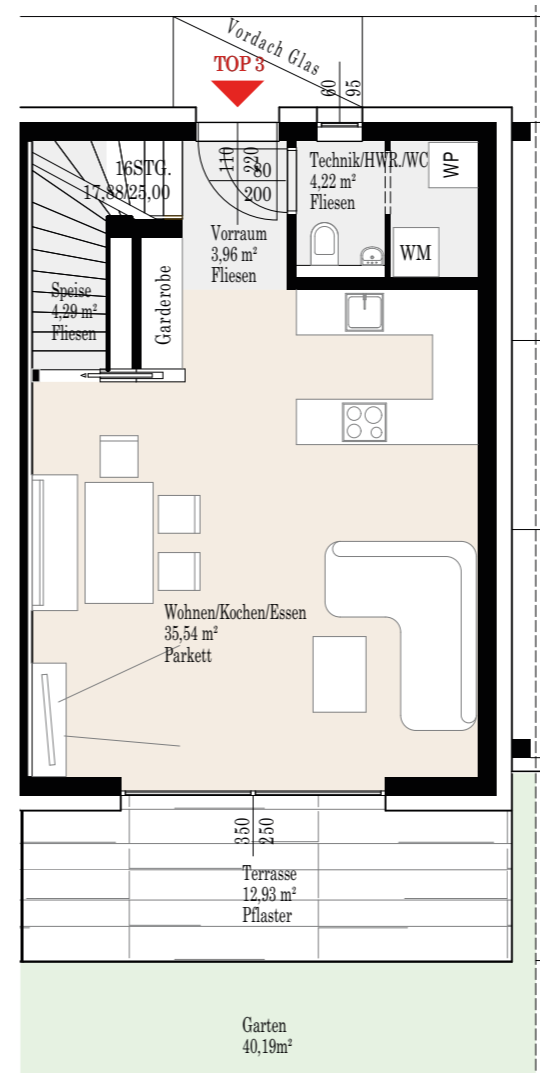 Vordach Glas
TOP 3
60
95
16STG.
17,88/25,00
110
220
80
200
Technik/HWR./WC
4,22 m²
Fliesen
WP
WM
Vorraum
3,96 m²
Fliesen
Garderobe
Speise
4,29 m²
Fliesen
Wohnen/Kochen/Essen
35,54 m²
Parkett
350
250
Terrasse
12,93 m²
Pflaster
Garten
40,19m²